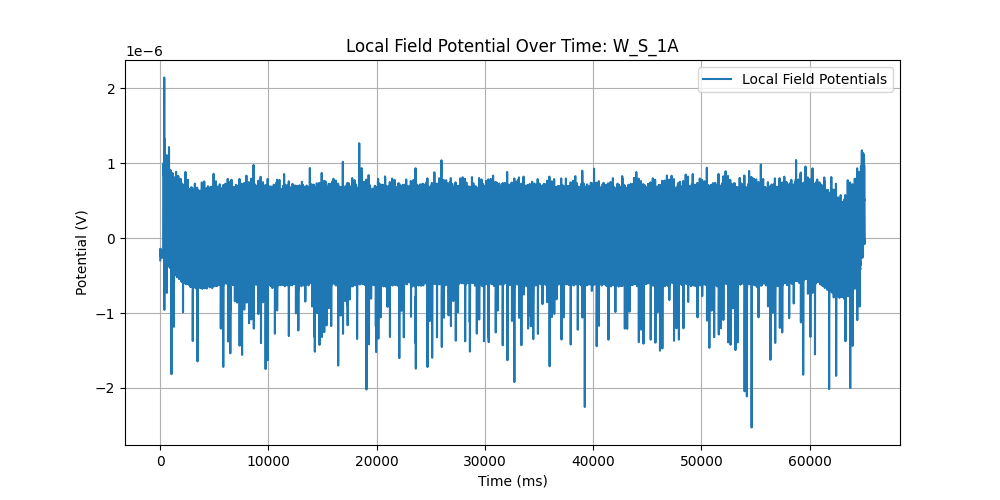 Local Field Potential Over Time: W_S_1A
1e−6
Local Field Potentials
2
1
0
−1
−2
Potential (V)
0 10000 20000 30000 40000 50000 60000
Time (ms)